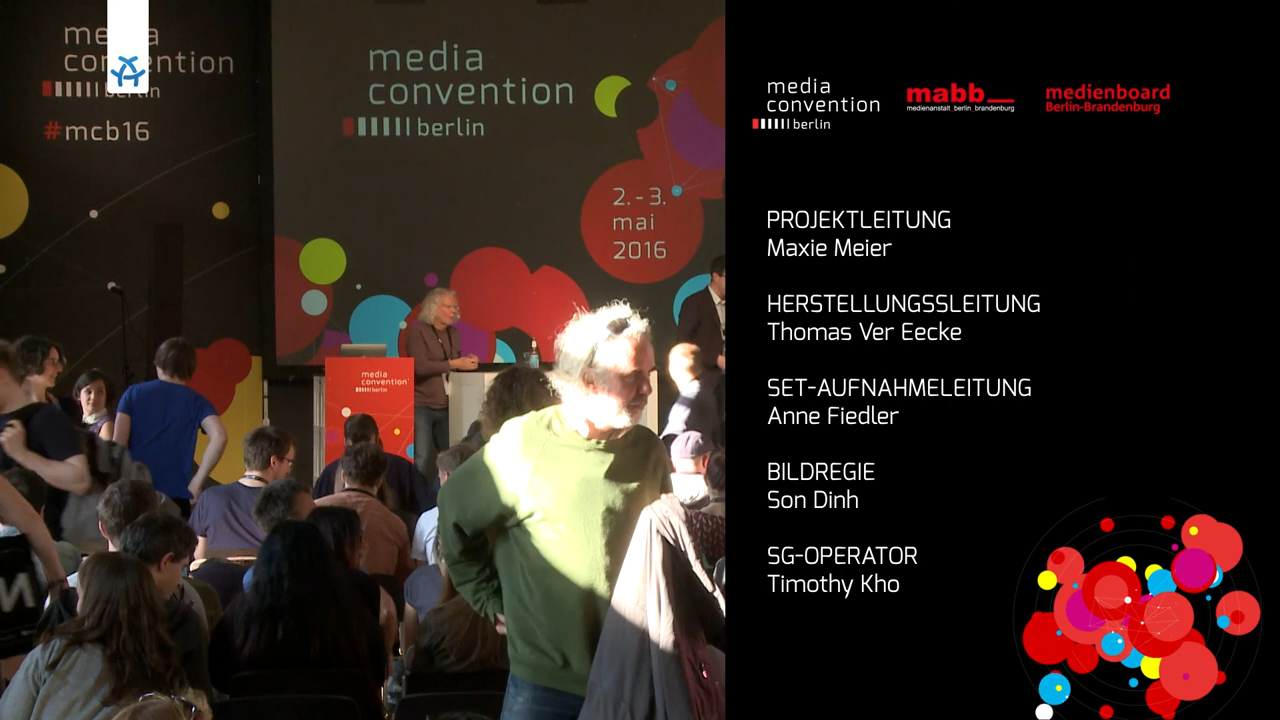 media
convention
berlin
#mcb16
media
convention
berlin
2.-3.
mai
2016
media
convention
berlin
media
convention
berlin
mabb
medienanstalt berlin brandenburg
medienboard
Berlin-Brandenburg
PROJEKTLEITUNG
Maxie Meier
HERSTELLUNGSSLEITUNG
Thomas Ver Eecke
SET-AUFNAHMELEITUNG
Anne Fiedler
BILDREGIE
Son Dinh
SG-OPERATOR
Timothy Kho